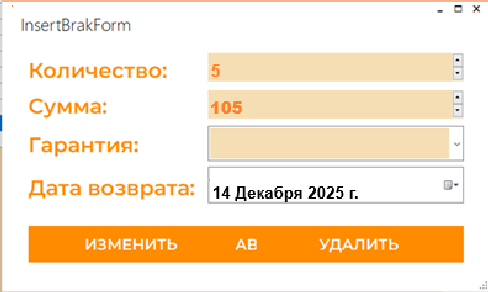 InsertBrakForm
Количество: 5
Сумма: 105
Гарантия:
Дата возврата: 14 Декабря 2025 г.
ИЗМЕНИТЬ АВ УДАЛИТЬ